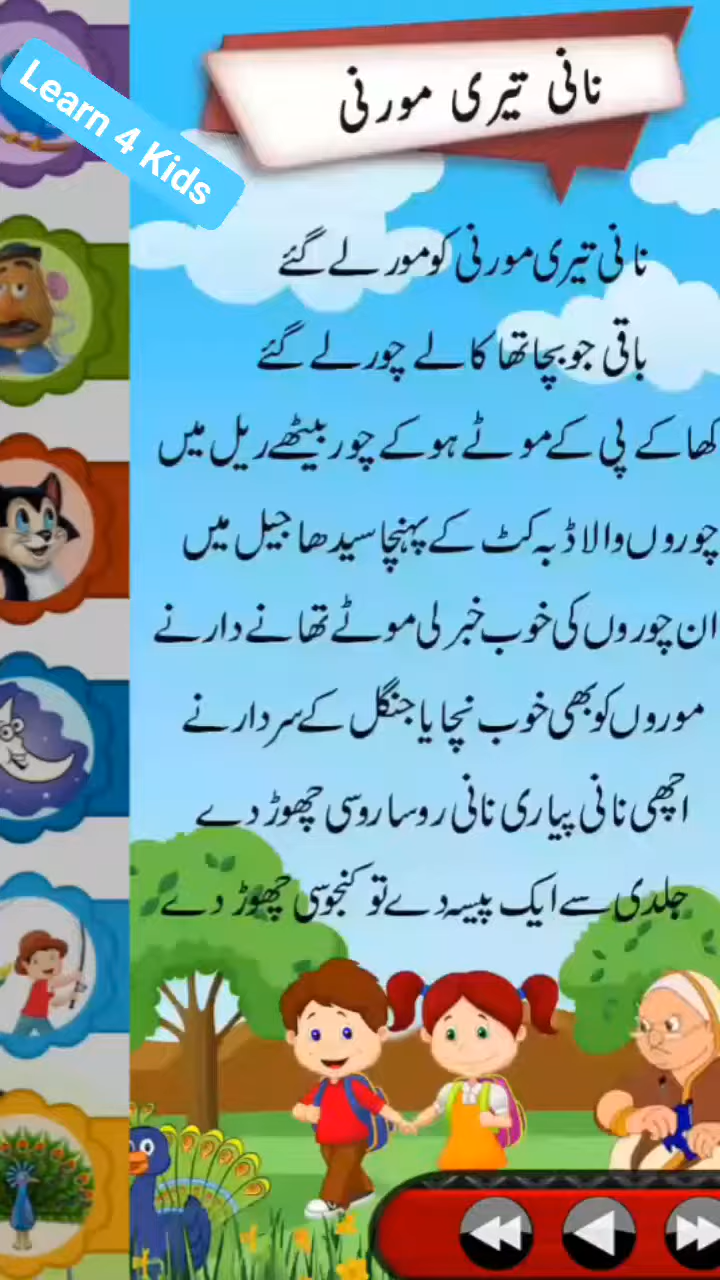 Learn 4 Kids
نانی تیری مورنی
نانی تیری مورنی کو مور لے گئے
باقی جو بچا تھا کالے چور لے گئے
کھا کے پی کے موٹے ہو کے چور بیٹھے ریل میں
چوروں والا ڈبہ کٹ کے پہنچا سیدھا جیل میں
ان چوروں کی خوب خبر لی موٹے تھانے دار نے
موروں کو بھی خوب نچایا جنگل کے سردار نے
اچھی نانی پیاری نانی روسا روسی چھوڑ دے
جلدی سے ایک پیسہ دے تو کنجوسی چھوڑ دے